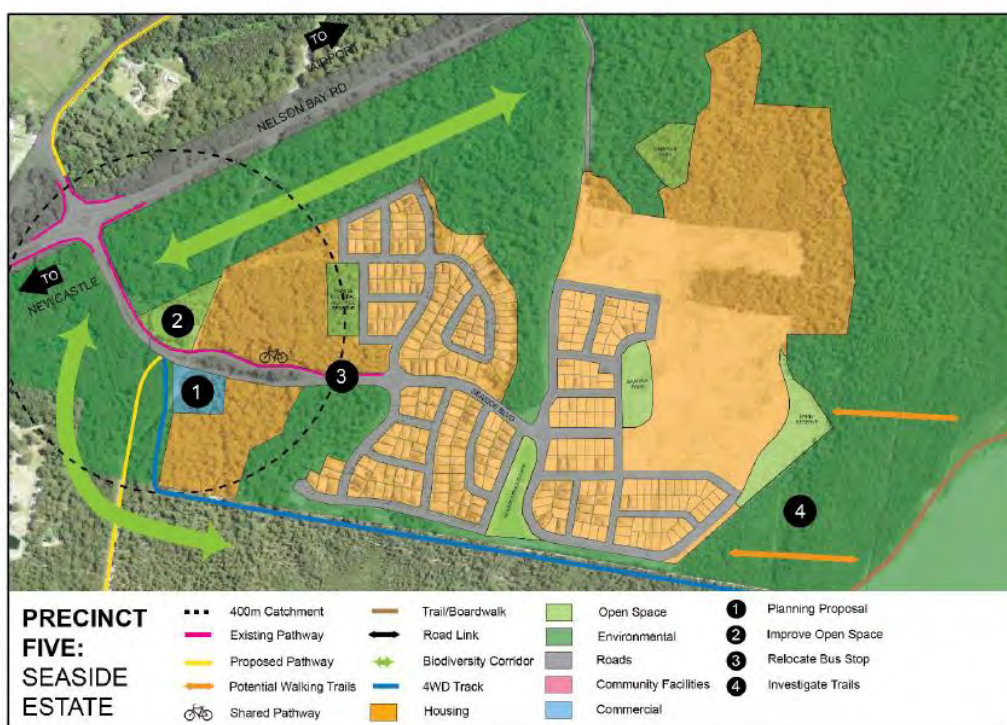 TO
AIRPORT
NELSON BAY RD
TO
NEWCASTLE
2
1
3
SEASIDE BLVD
4
PRECINCT
FIVE:
SEASIDE
ESTATE
400m Catchment
Existing Pathway
Proposed Pathway
Potential Walking Trails
Shared Pathway
Trail/Boardwalk
Road Link
Biodiversity Corridor
4WD Track
Housing
Open Space
Environmental
Roads
Community Facilities
Commercial
1 Planning Proposal
2 Improve Open Space
3 Relocate Bus Stop
4 Investigate Trails